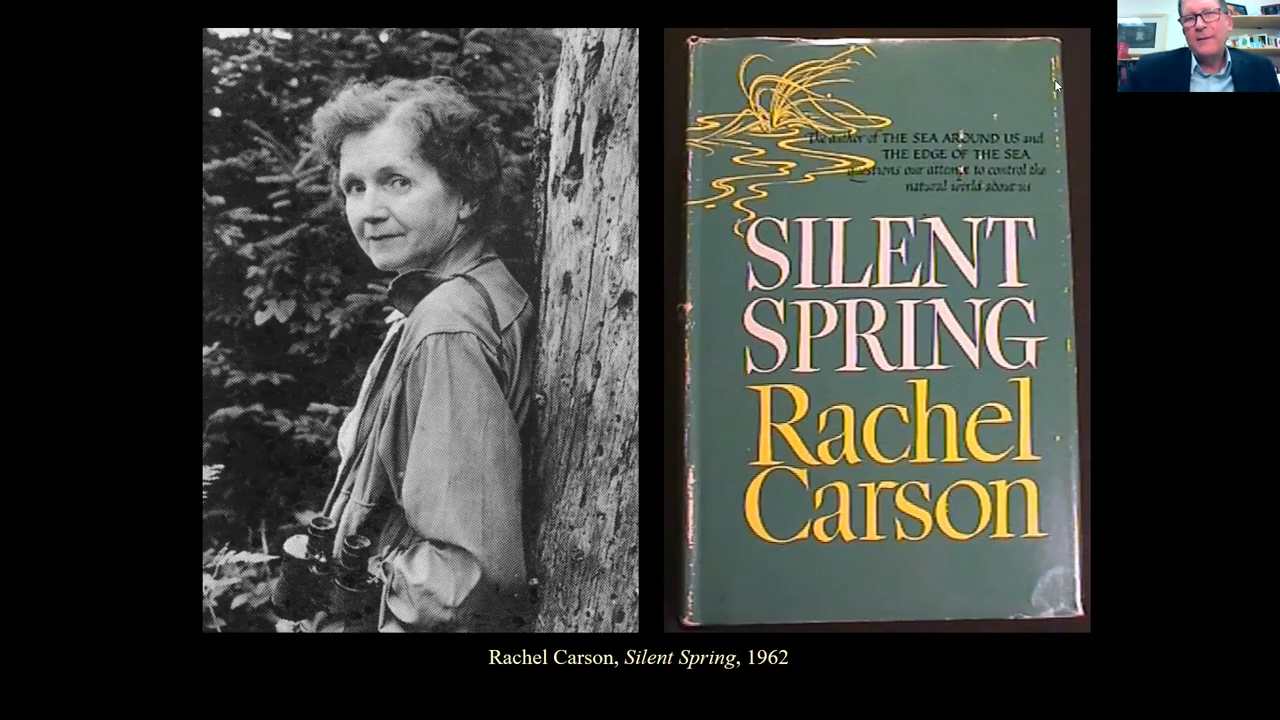 The author of THE SEA AROUND US and
THE EDGE OF THE SEA
questions our attempt to control the
natural world about us
SILENT
SPRING
Rachel
Carson
Rachel Carson, Silent Spring, 1962